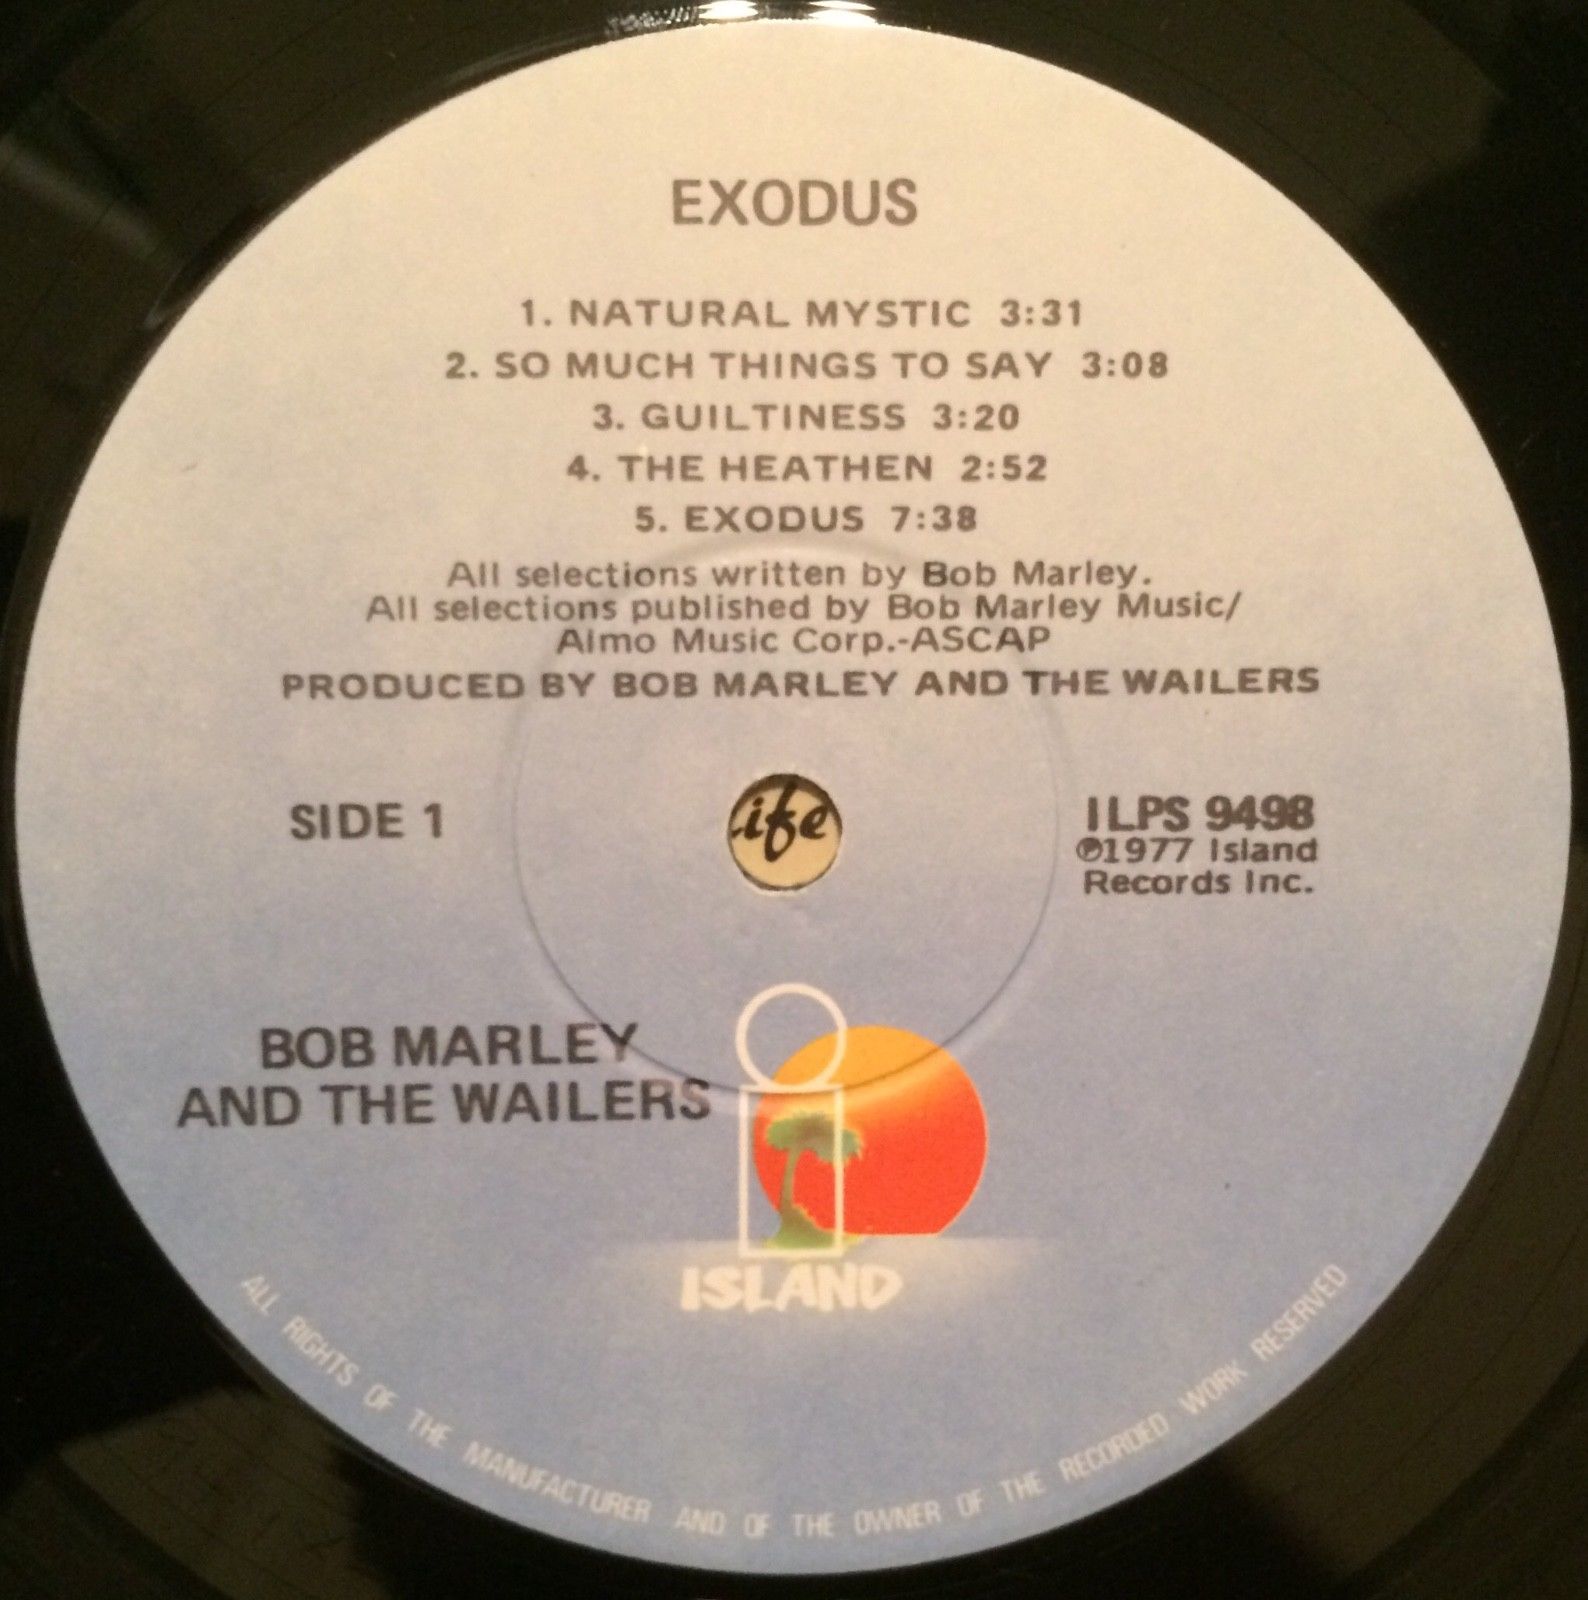 EXODUS
1. NATURAL MYSTIC 3:31
2. SO MUCH THINGS TO SAY 3:08
3. GUILTINESS 3:20
4. THE HEATHEN 2:52
5. EXODUS 7:38
All selections written by Bob Marley.
All selections published by Bob Marley Music/
Almo Music Corp.-ASCAP
PRODUCED BY BOB MARLEY AND THE WAILERS
SIDE 1
ife
ILPS 9498
℗1977 Island
Records Inc.
BOB MARLEY
AND THE WAILERS
ISLAND
ALL RIGHTS OF THE MANUFACTURER AND OF THE OWNER OF THE RECORDED WORK RESERVED